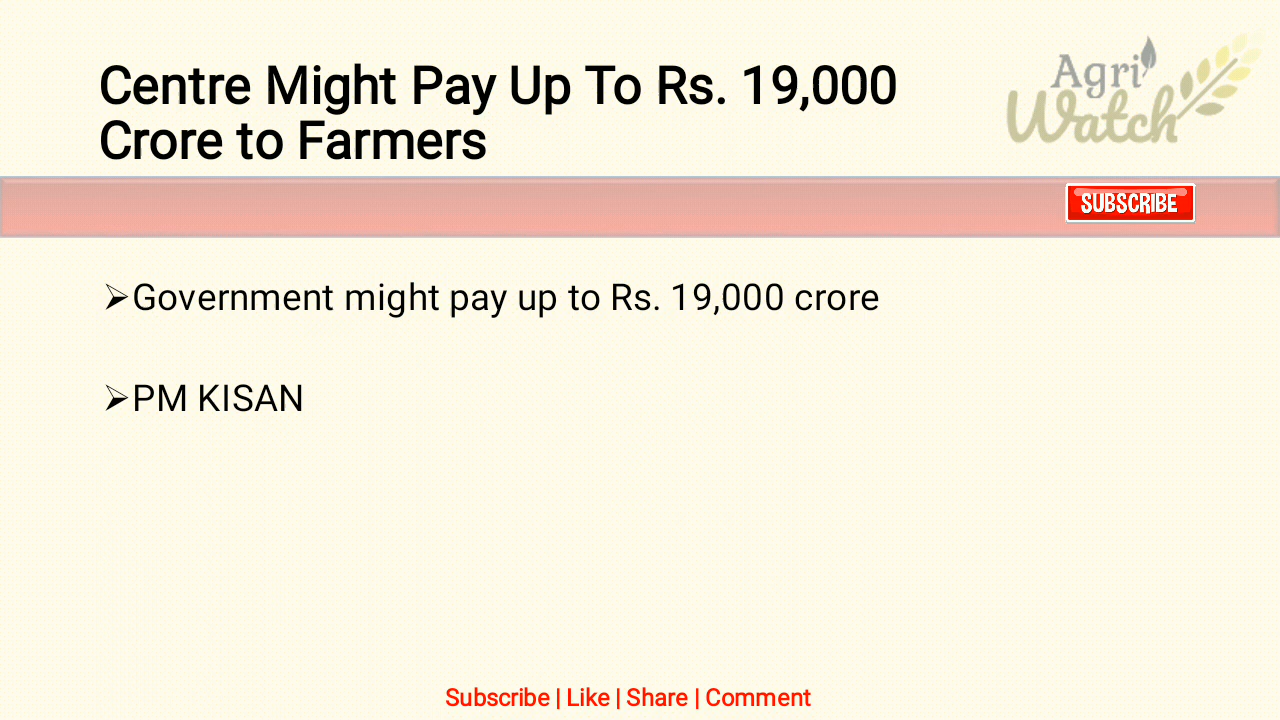 Centre Might Pay Up To Rs. 19,000
Crore to Farmers
Agri
Watch
SUBSCRIBE
➢Government might pay up to Rs. 19,000 crore
➢PM KISAN
Subscribe | Like | Share | Comment